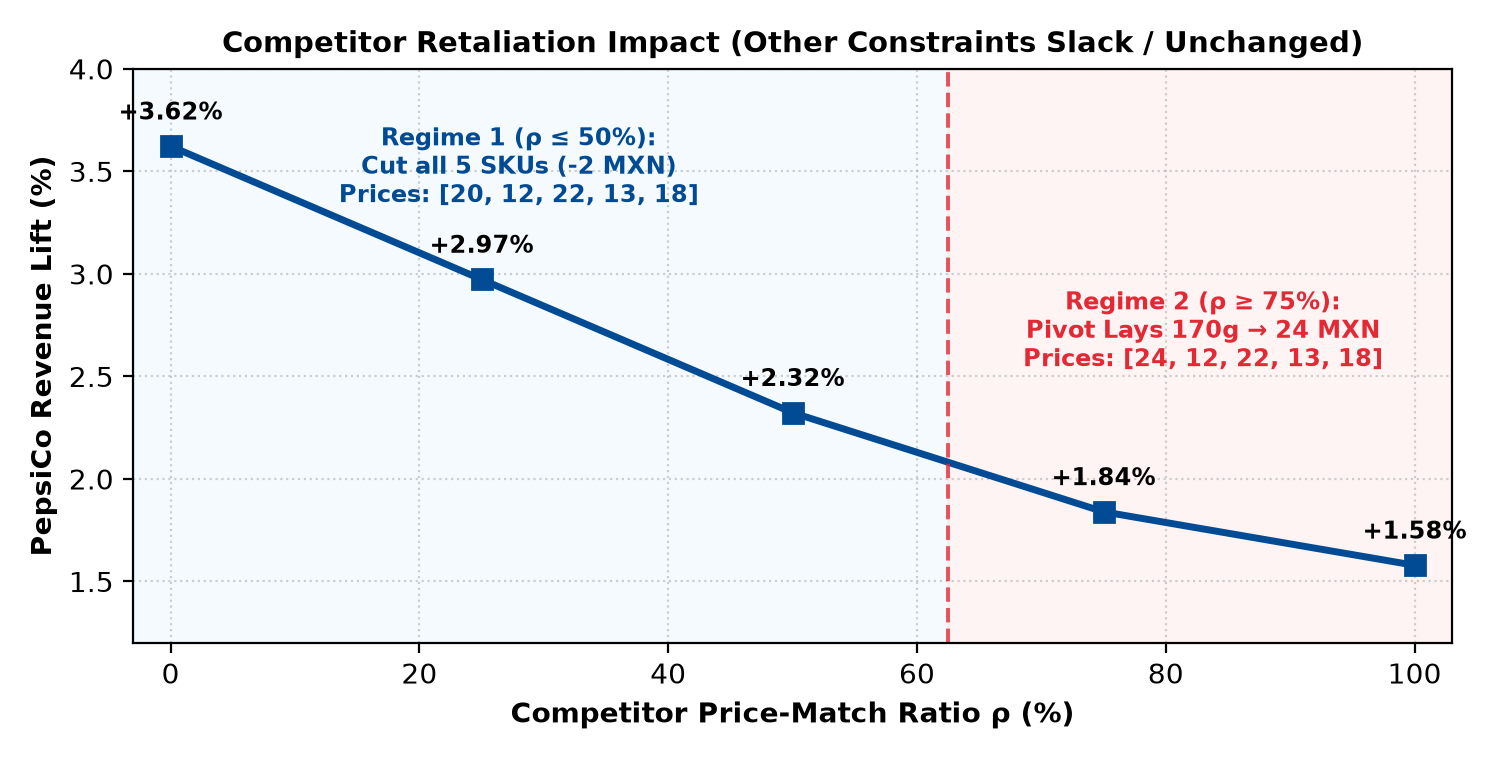 Competitor Retaliation Impact (Other Constraints Slack / Unchanged)
PepsiCo Revenue Lift (%)
4.0
3.5
3.0
2.5
2.0
1.5
+3.62%
Regime 1 (ρ ≤ 50%):
Cut all 5 SKUs (-2 MXN)
Prices: [20, 12, 22, 13, 18]
+2.97%
+2.32%
Regime 2 (ρ ≥ 75%):
Pivot Lays 170g → 24 MXN
Prices: [24, 12, 22, 13, 18]
+1.84%
+1.58%
0
20
40
60
80
100
Competitor Price-Match Ratio ρ (%)